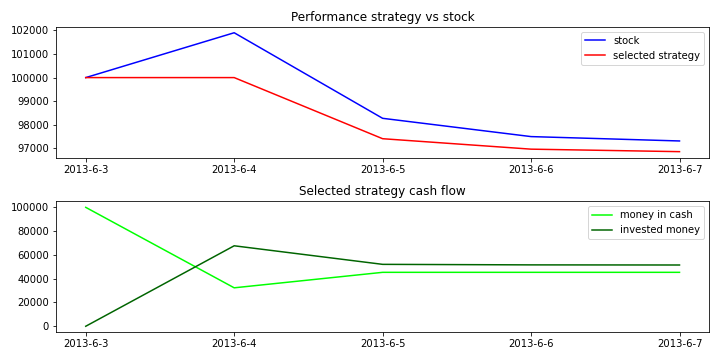 Performance strategy vs stock
102000
101000
100000
99000
98000
97000
stock
selected strategy
2013-6-3 2013-6-4 2013-6-5 2013-6-6 2013-6-7
Selected strategy cash flow
100000
80000
60000
40000
20000
0
money in cash
invested money
2013-6-3 2013-6-4 2013-6-5 2013-6-6 2013-6-7